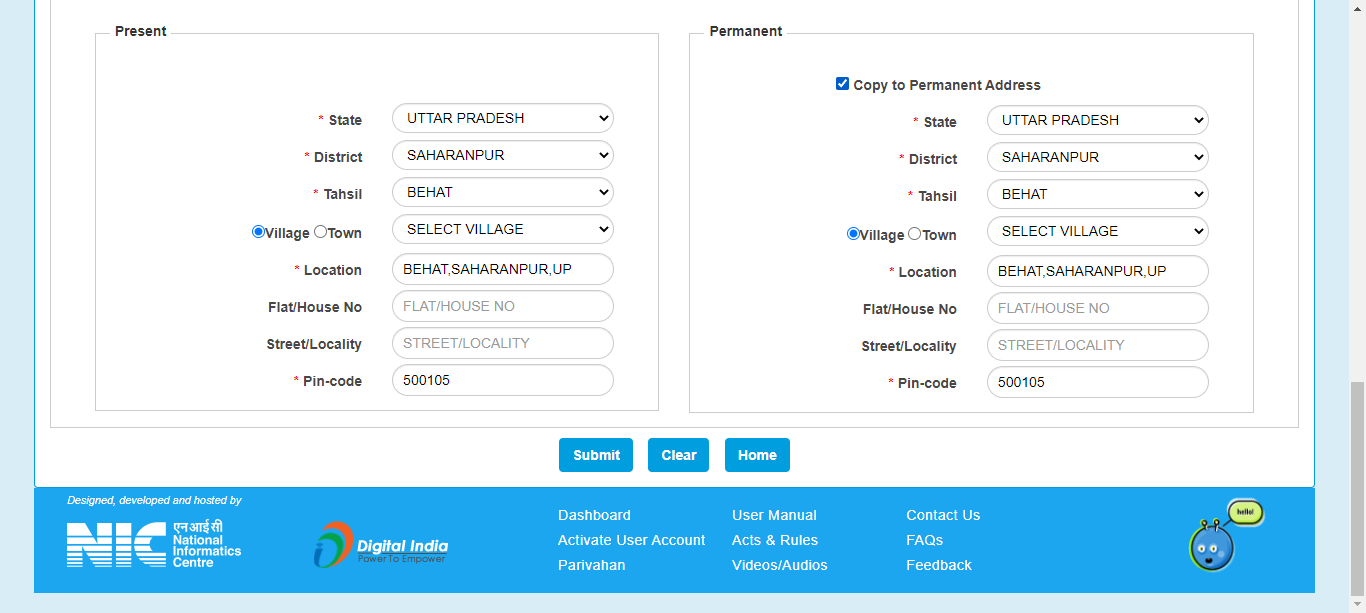 Present
* State UTTAR PRADESH
* District SAHARANPUR
* Tahsil BEHAT
Village Town SELECT VILLAGE
* Location BEHAT,SAHARANPUR,UP
Flat/House No FLAT/HOUSE NO
Street/Locality STREET/LOCALITY
* Pin-code 500105
Permanent
Copy to Permanent Address
* State UTTAR PRADESH
* District SAHARANPUR
* Tahsil BEHAT
Village Town SELECT VILLAGE
* Location BEHAT,SAHARANPUR,UP
Flat/House No FLAT/HOUSE NO
Street/Locality STREET/LOCALITY
* Pin-code 500105
Submit Clear Home
Designed, developed and hosted by
NIC
एनआईसी
National
Informatics
Centre
Digital India
Power To Empower
Dashboard
Activate User Account
Parivahan
User Manual
Acts & Rules
Videos/Audios
Contact Us
FAQs
Feedback
hello!